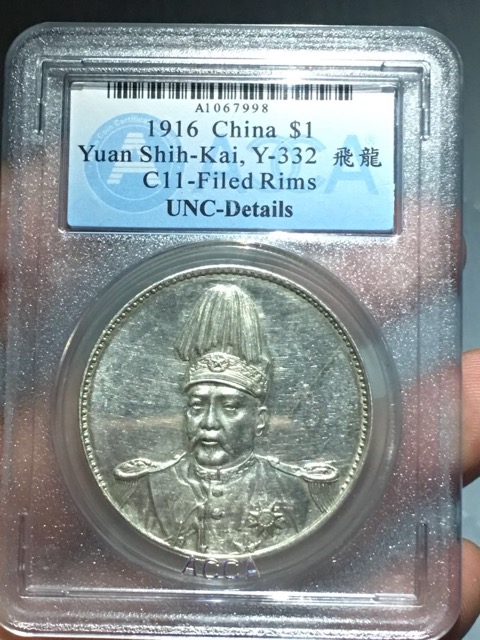 A1067998
1916 China $1
Yuan Shih-Kai, Y-332 飛龍
C11-Filed Rims
UNC-Details
ACCA